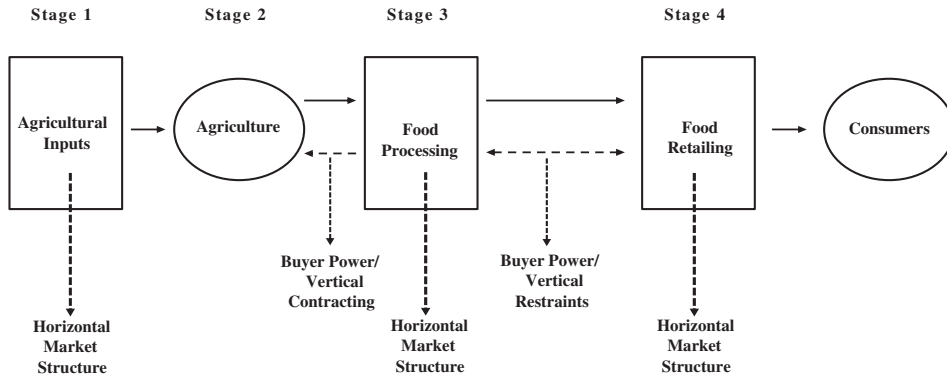 Stage 1
Stage 2
Stage 3
Stage 4
Agricultural
Inputs
Agriculture
Food
Processing
Food
Retailing
Consumers
Buyer Power/
Vertical
Contracting
Buyer Power/
Vertical
Restraints
Horizontal
Market
Structure
Horizontal
Market
Structure
Horizontal
Market
Structure